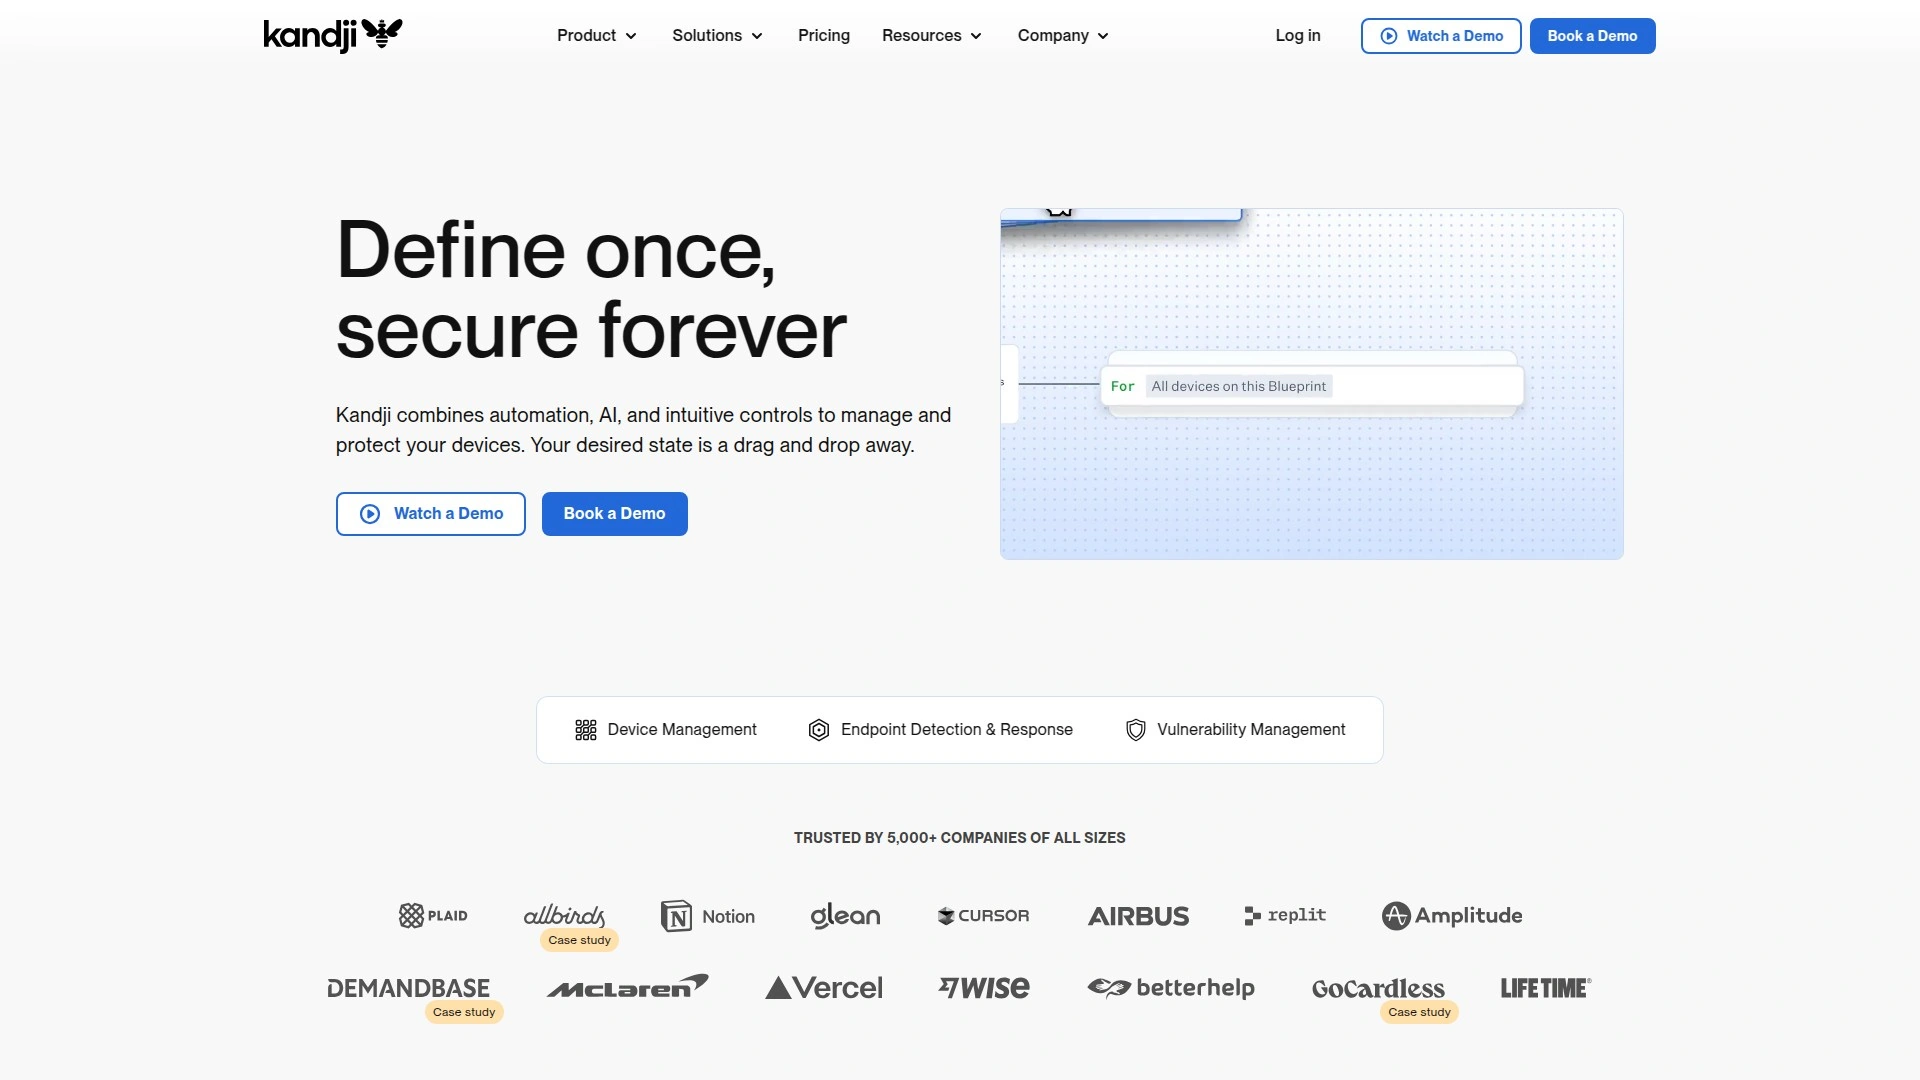 kandji
Product
Solutions
Pricing
Resources
Company
Log in
Watch a Demo
Book a Demo
Define once,
secure forever
Kandji combines automation, AI, and intuitive controls to manage and
protect your devices. Your desired state is a drag and drop away.
Watch a Demo
Book a Demo
s
For All devices on this Blueprint
Device Management
Endpoint Detection & Response
Vulnerability Management
TRUSTED BY 5,000+ COMPANIES OF ALL SIZES
PLAID
allbirds
Case study
Notion
glean
CURSOR
AIRBUS
replit
Amplitude
DEMANDBASE
Case study
McLaren
Vercel
WISE
betterhelp
GoCardless
Case study
LIFE TIME®